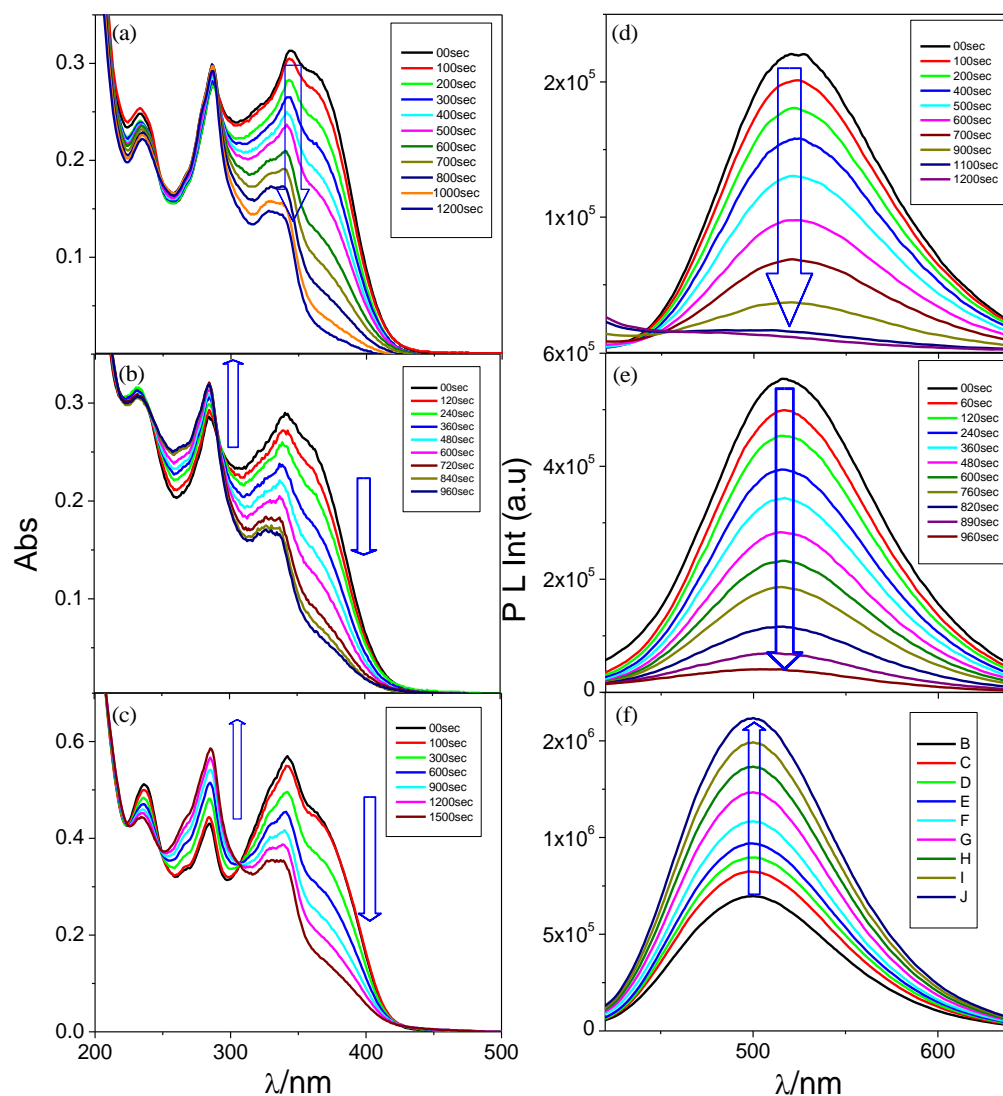 (a)
00sec
100sec
200sec
300sec
400sec
500sec
600sec
700sec
800sec
1000sec
1200sec
0.3
0.2
0.1
(b)
00sec
120sec
240sec
360sec
480sec
600sec
720sec
840sec
960sec
0.3
0.2
0.1
Abs
(c)
00sec
100sec
300sec
600sec
900sec
1200sec
1500sec
0.6
0.4
0.2
0.0
200
300
400
500
λ/nm
(d)
00sec
100sec
200sec
400sec
500sec
600sec
700sec
900sec
1100sec
1200sec
2x10⁵
1x10⁵
6x10⁵
(e)
00sec
60sec
120sec
240sec
360sec
480sec
600sec
760sec
820sec
890sec
960sec
4x10⁵
2x10⁵
0
P L Int (a.u)
(f)
B
C
D
E
F
G
H
I
J
2x10⁶
1x10⁶
5x10⁵
0
500
600
λ/nm